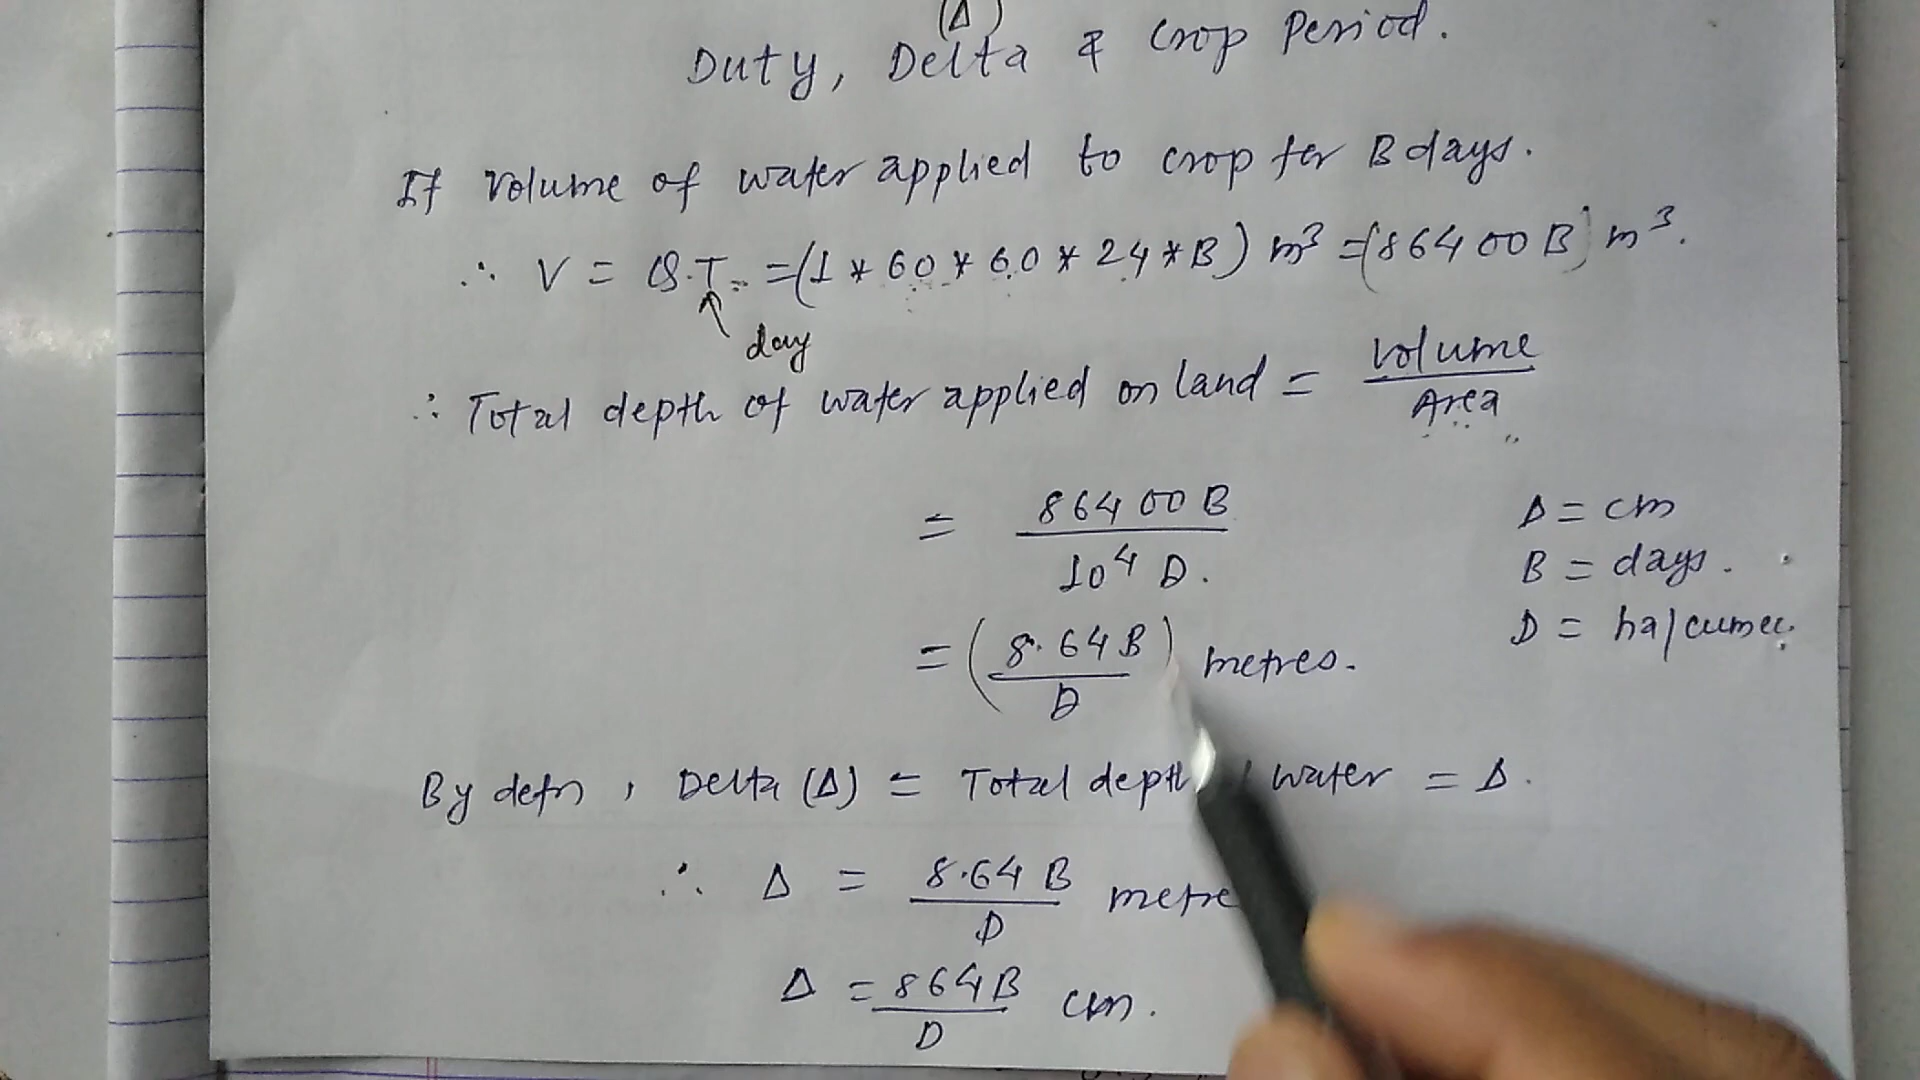 (Δ)
Duty, Delta & Crop Period.
If volume of water applied to crop for B days.
∴ V = Q.T = (1 * 60 * 60 * 24 * B) m³ = (86400 B) m³.
↑ day
∴ Total depth of water applied on land = Volume / Area
= 86400 B / 10⁴ D.
Δ = cm
B = days.
D = ha/cumec.
= (8.64 B / D) metres.
By defn, Delta (Δ) = Total depth water = Δ.
∴ Δ = 8.64 B / D metre
Δ = 864 B / D cm.